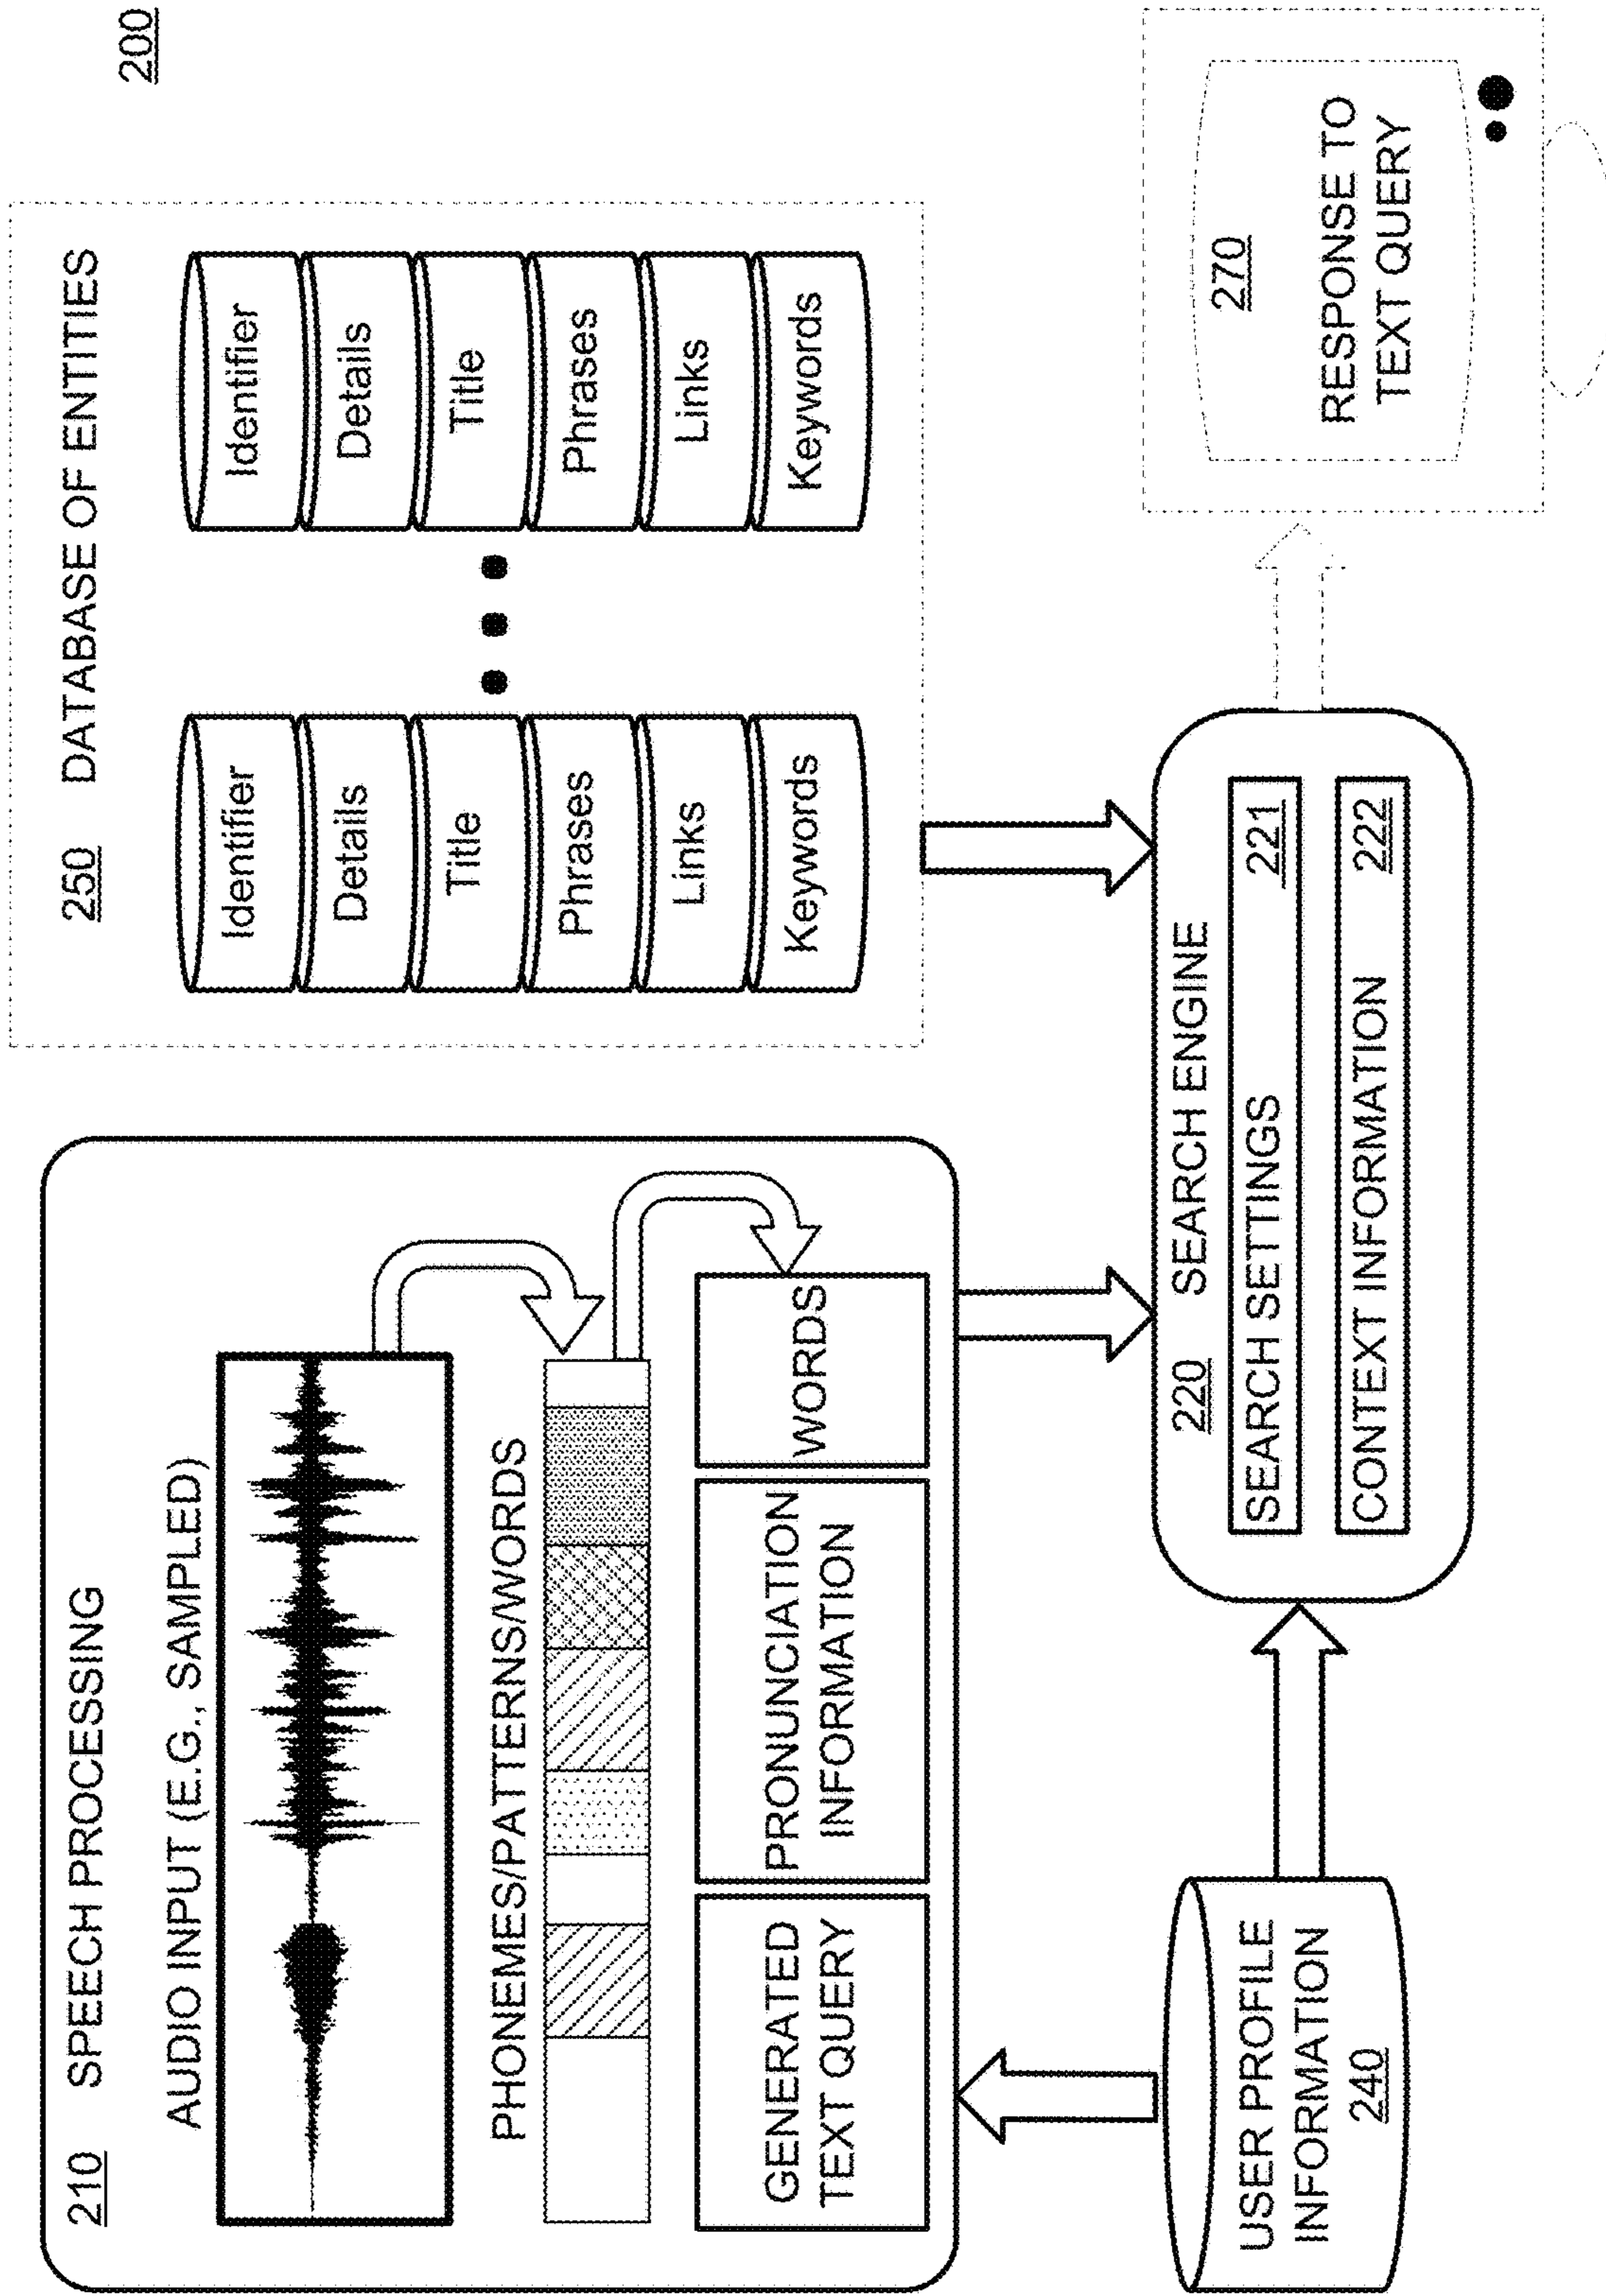 200
210 SPEECH PROCESSING
AUDIO INPUT (E.G., SAMPLED)
PHONEMES/PATTERNS/WORDS
GENERATED
TEXT QUERY
PRONUNCIATION
INFORMATION
WORDS
250 DATABASE OF ENTITIES
Identifier
Details
Title
Phrases
Links
Keywords
Identifier
Details
Title
Phrases
Links
Keywords
USER PROFILE
INFORMATION
240
220 SEARCH ENGINE
SEARCH SETTINGS 221
CONTEXT INFORMATION 222
270
RESPONSE TO
TEXT QUERY